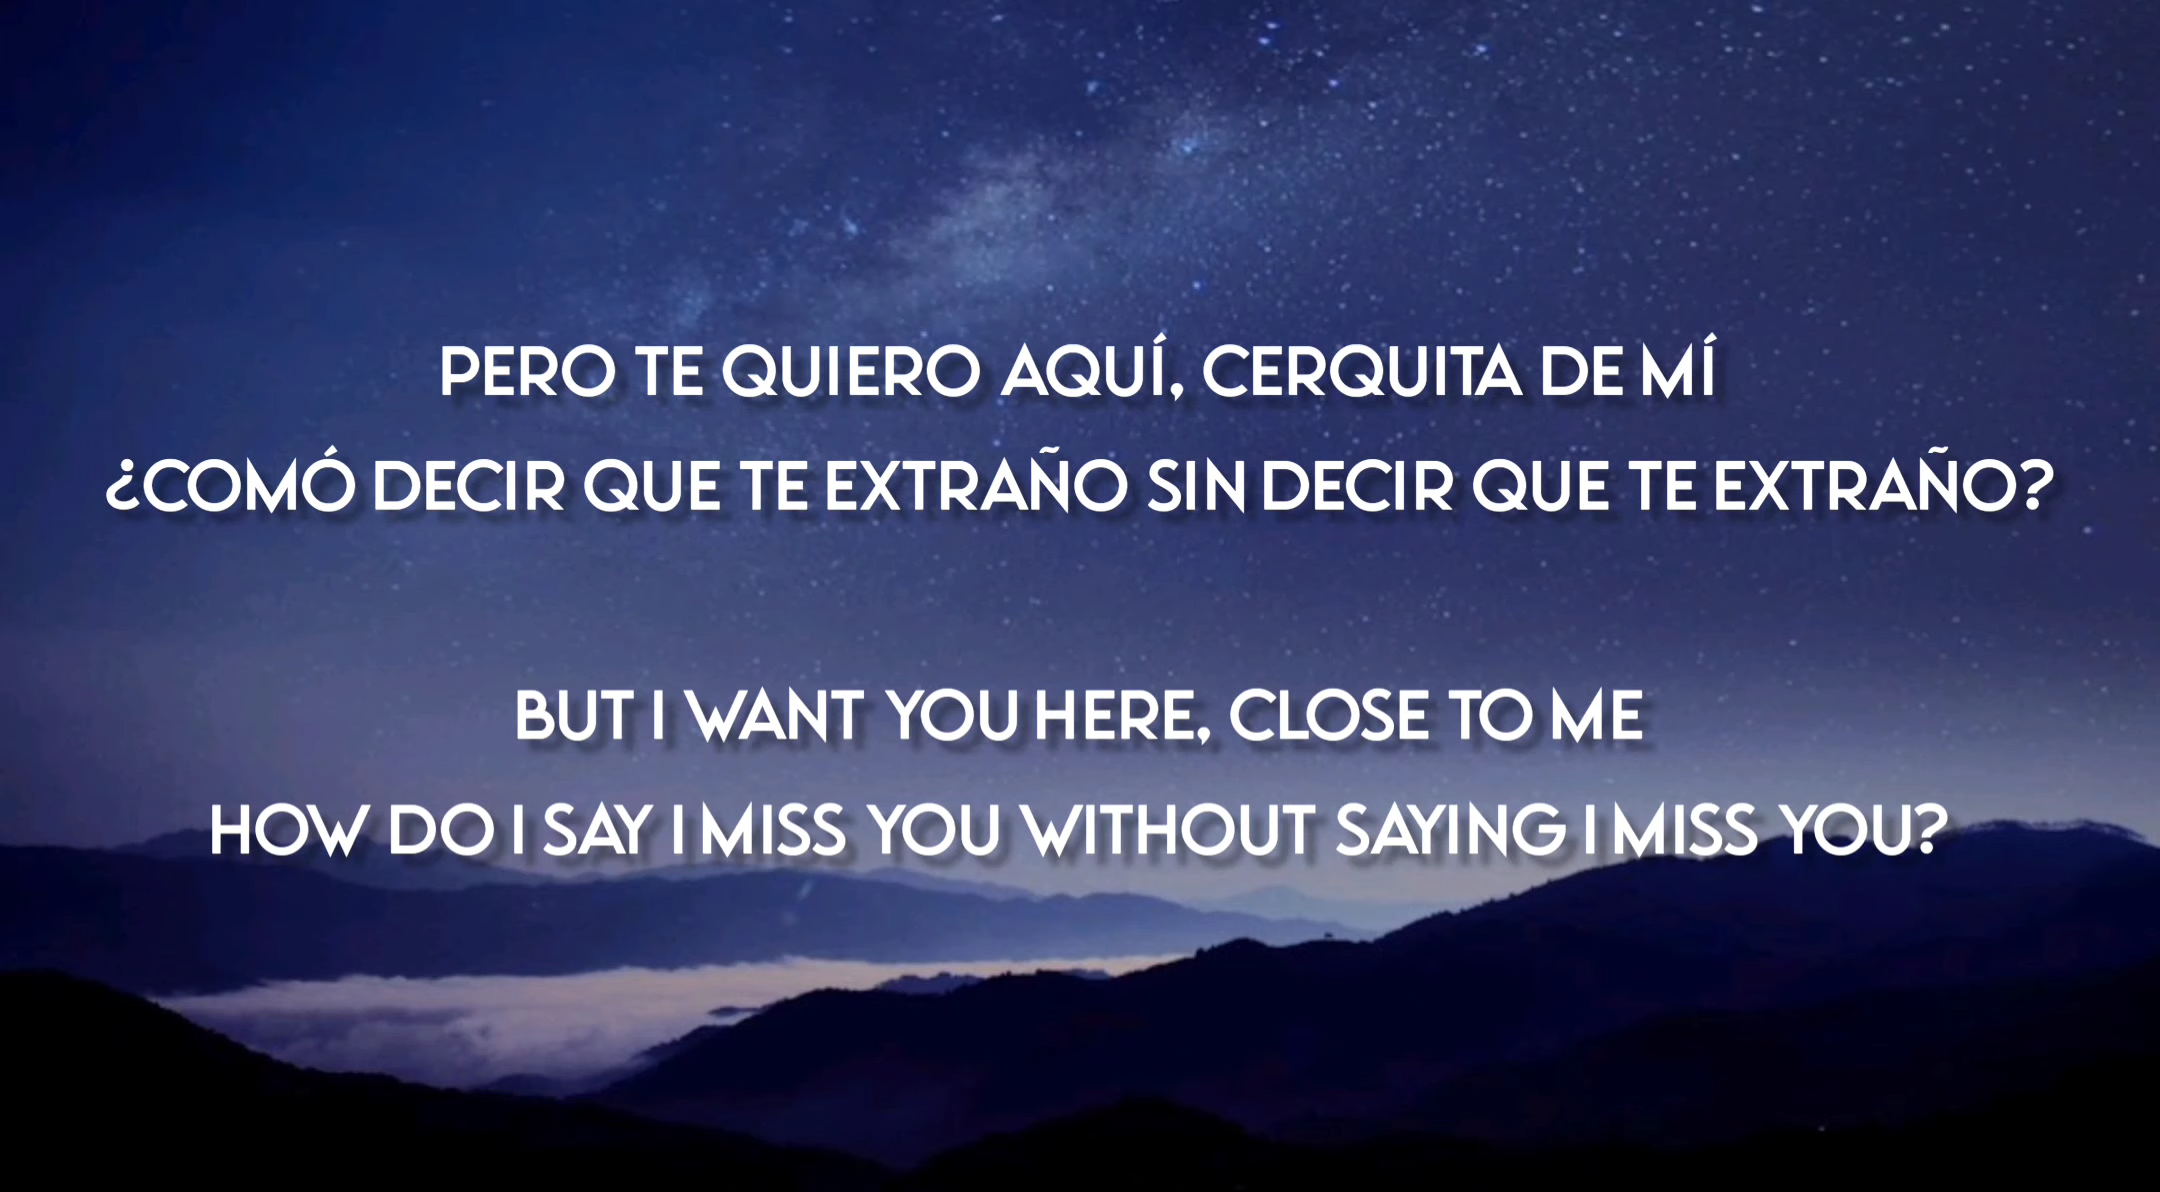 PERO TE QUIERO AQUÍ, CERQUITA DE MÍ
¿COMÓ DECIR QUE TE EXTRAÑO SIN DECIR QUE TE EXTRAÑO?
BUT I WANT YOU HERE, CLOSE TO ME
HOW DO I SAY I MISS YOU WITHOUT SAYING I MISS YOU?